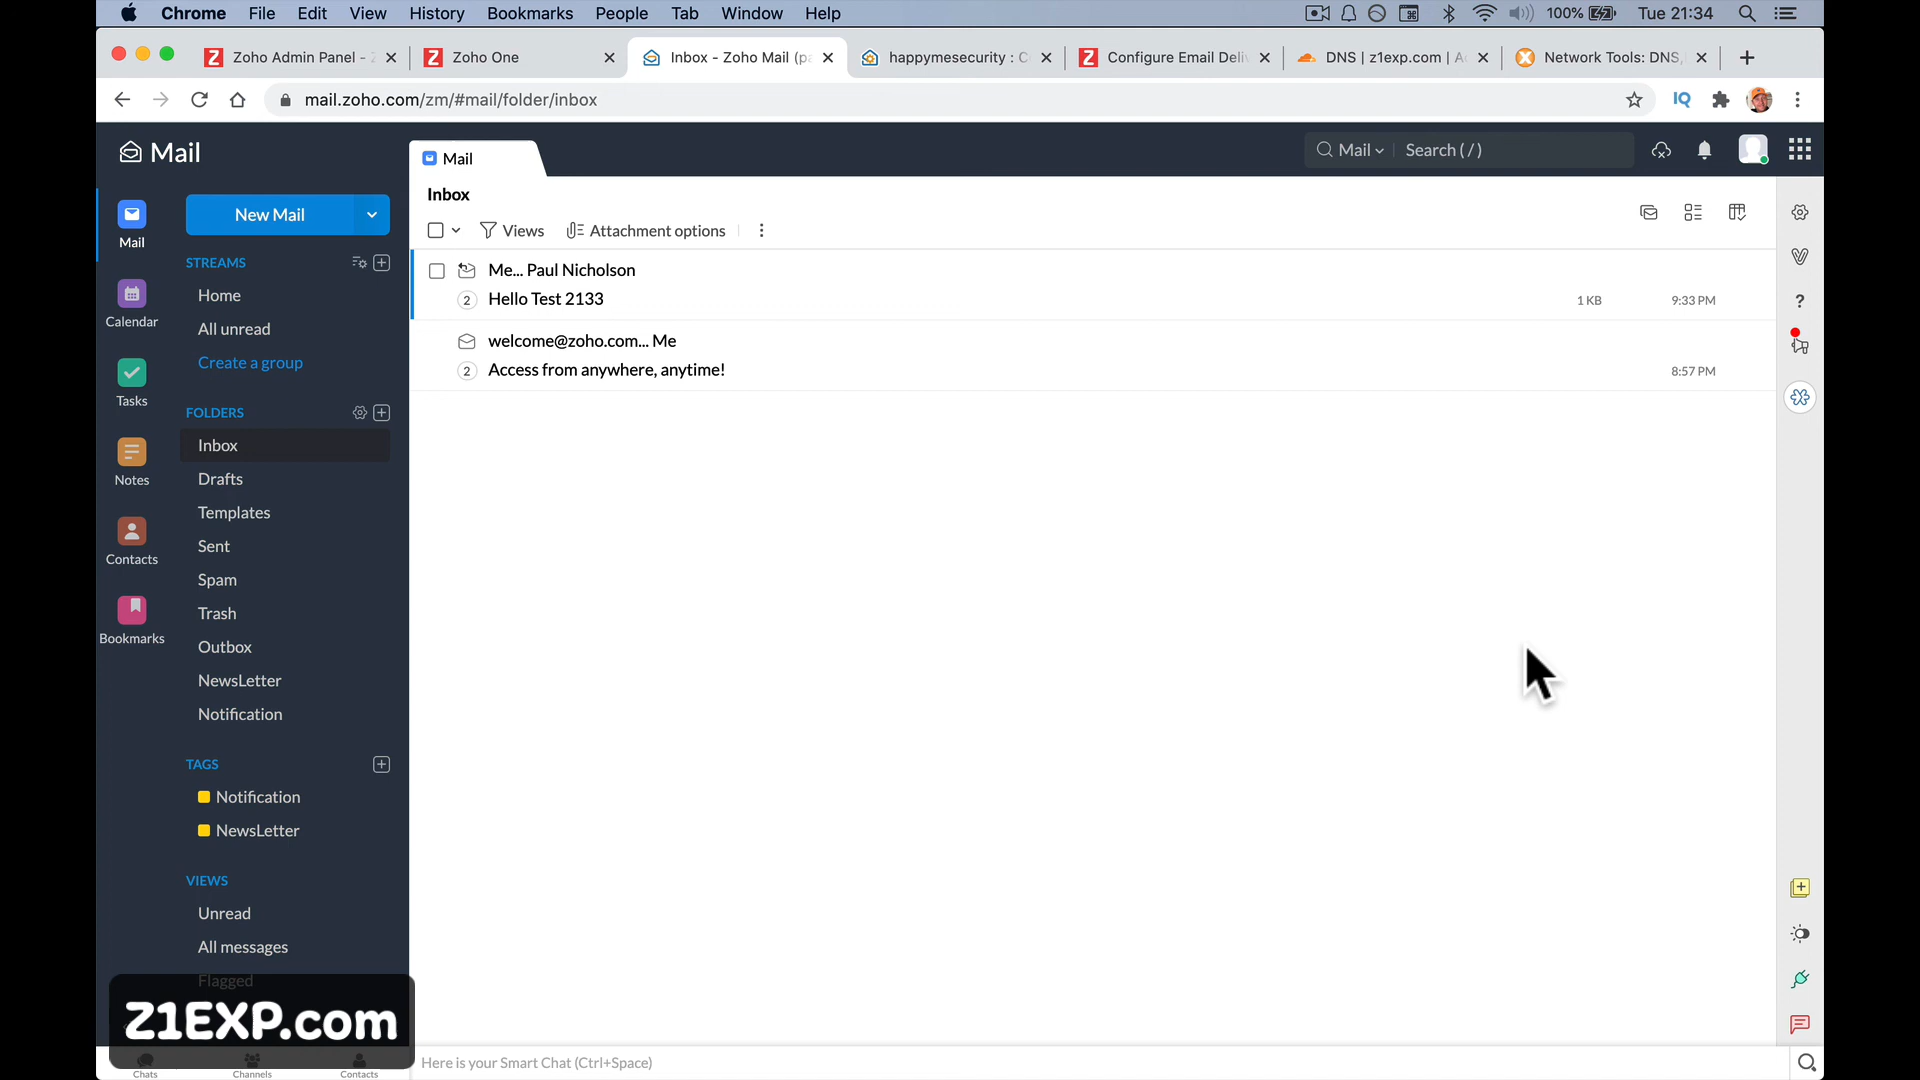 Chrome File Edit View History Bookmarks People Tab Window Help 100% Tue 21:34
Zoho Admin Panel - Z Zoho One Inbox - Zoho Mail (pa happymesecurity : C Configure Email Deliv DNS | z1exp.com | Ac Network Tools: DNS,
mail.zoho.com/zm/#mail/folder/inbox IQ
Mail
Mail
Mail Search ( / )
Mail
Calendar
Tasks
Notes
Contacts
Bookmarks
New Mail
STREAMS
Home
All unread
Create a group
FOLDERS
Inbox
Drafts
Templates
Sent
Spam
Trash
Outbox
NewsLetter
Notification
TAGS
Notification
NewsLetter
VIEWS
Unread
All messages
Flagged
Inbox
Views Attachment options
Me... Paul Nicholson
2 Hello Test 2133 1 KB 9:33 PM
welcome@zoho.com... Me
2 Access from anywhere, anytime! 8:57 PM
?
Z1EXP.com
Chats Channels Contacts
Here is your Smart Chat (Ctrl+Space)